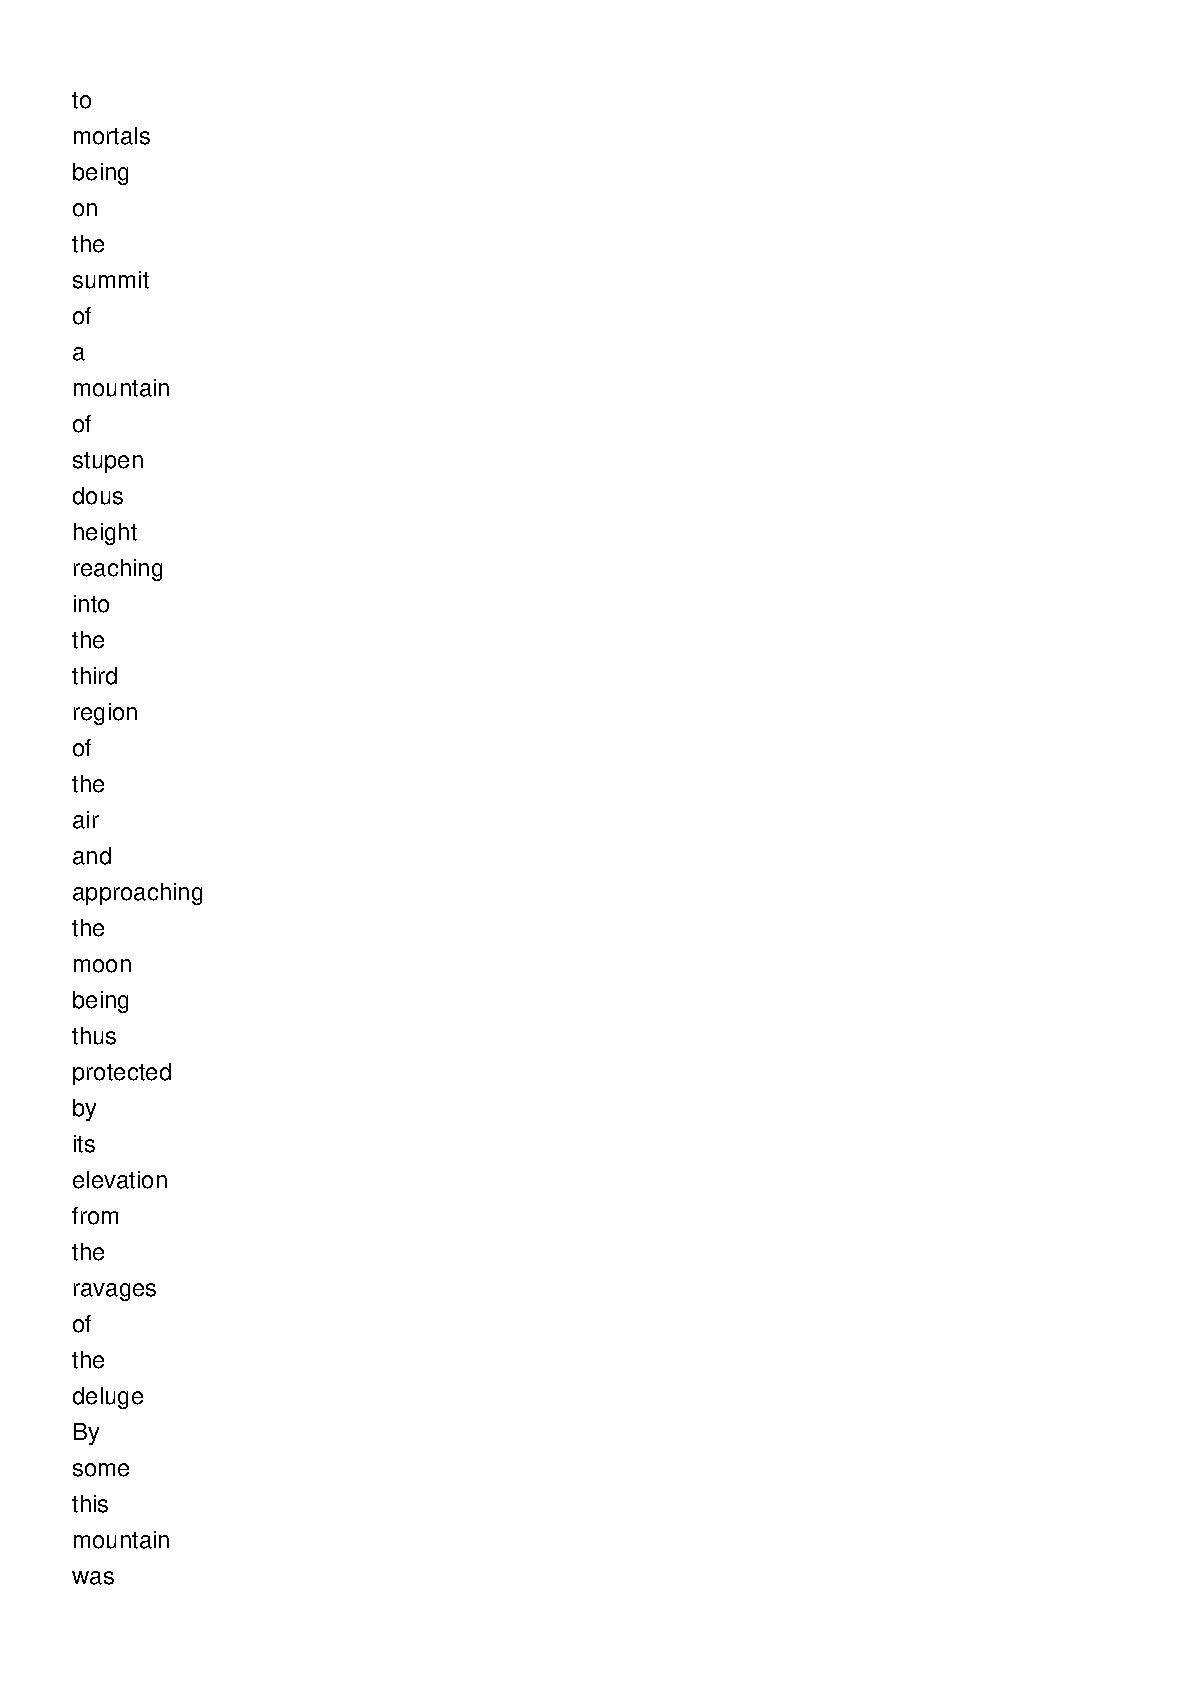 to
mortals
being
on
the
summit
of
a
mountain
of
stupen
dous
height
reaching
into
the
third
region
of
the
air
and
approaching
the
moon
being
thus
protected
by
its
elevation
from
the
ravages
of
the
deluge
By
some
this
mountain
was